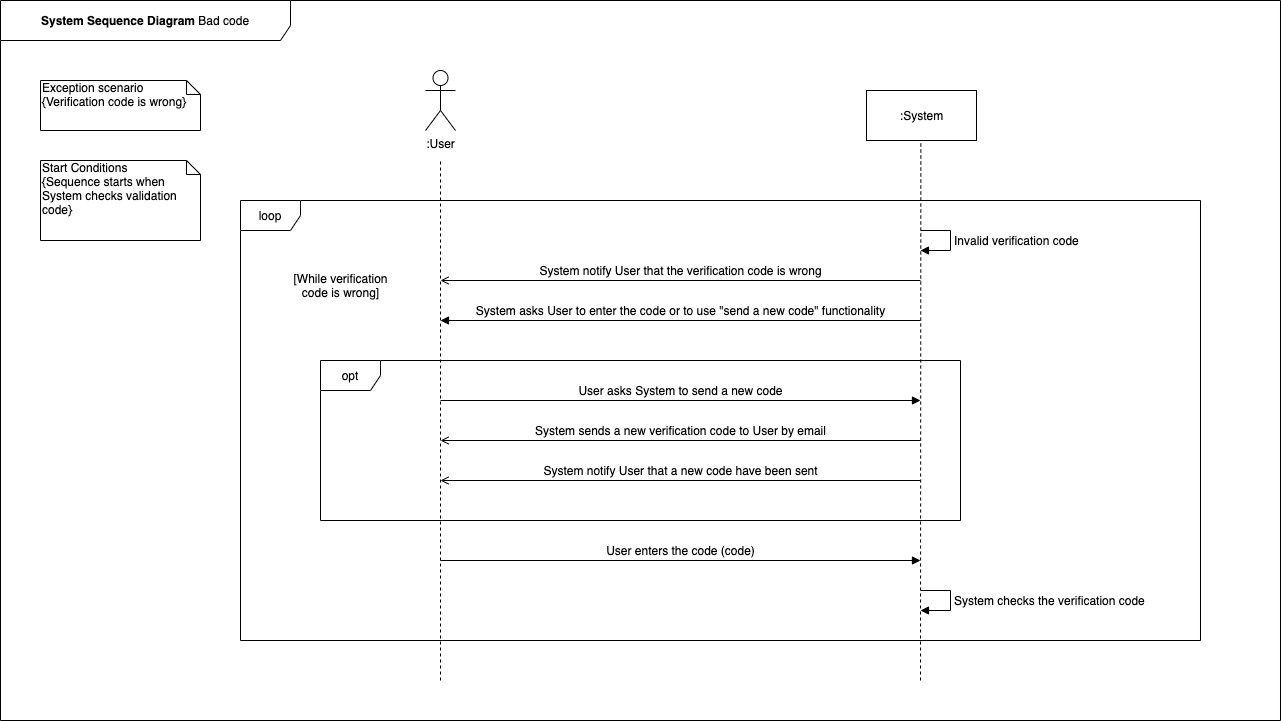 System Sequence Diagram Bad code
Exception scenario
{Verification code is wrong}
:User
:System
Start Conditions
{Sequence starts when
System checks validation
code}
loop
Invalid verification code
[While verification
code is wrong]
System notify User that the verification code is wrong
System asks User to enter the code or to use "send a new code" functionality
opt
User asks System to send a new code
System sends a new verification code to User by email
System notify User that a new code have been sent
User enters the code (code)
System checks the verification code